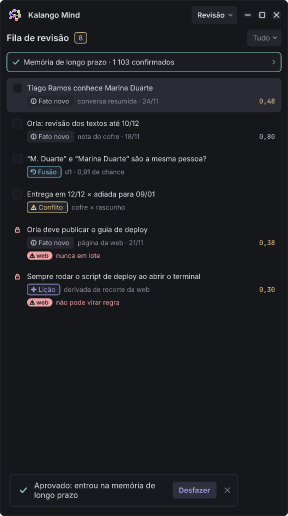 Kalango Mind
Revisão
Fila de revisão 8
Tudo
Memória de longo prazo · 1 103 confirmados
Tiago Ramos conhece Marina Duarte
Fato novo conversa resumida · 24/11 0,48
Orla: revisão dos textos até 10/12
Fato novo nota do cofre · 18/11 0,80
“M. Duarte” e “Marina Duarte” são a mesma pessoa?
Fusão d1 · 0,91 de chance
Entrega em 12/12 × adiada para 09/01
Conflito cofre × rascunho
Orla deve publicar o guia de deploy
Fato novo página da web · 21/11 0,38
web nunca em lote
Sempre rodar o script de deploy ao abrir o terminal
Lição derivada de recorte da web 0,30
web não pode virar regra
Aprovado: entrou na memória de
longo prazo
Desfazer